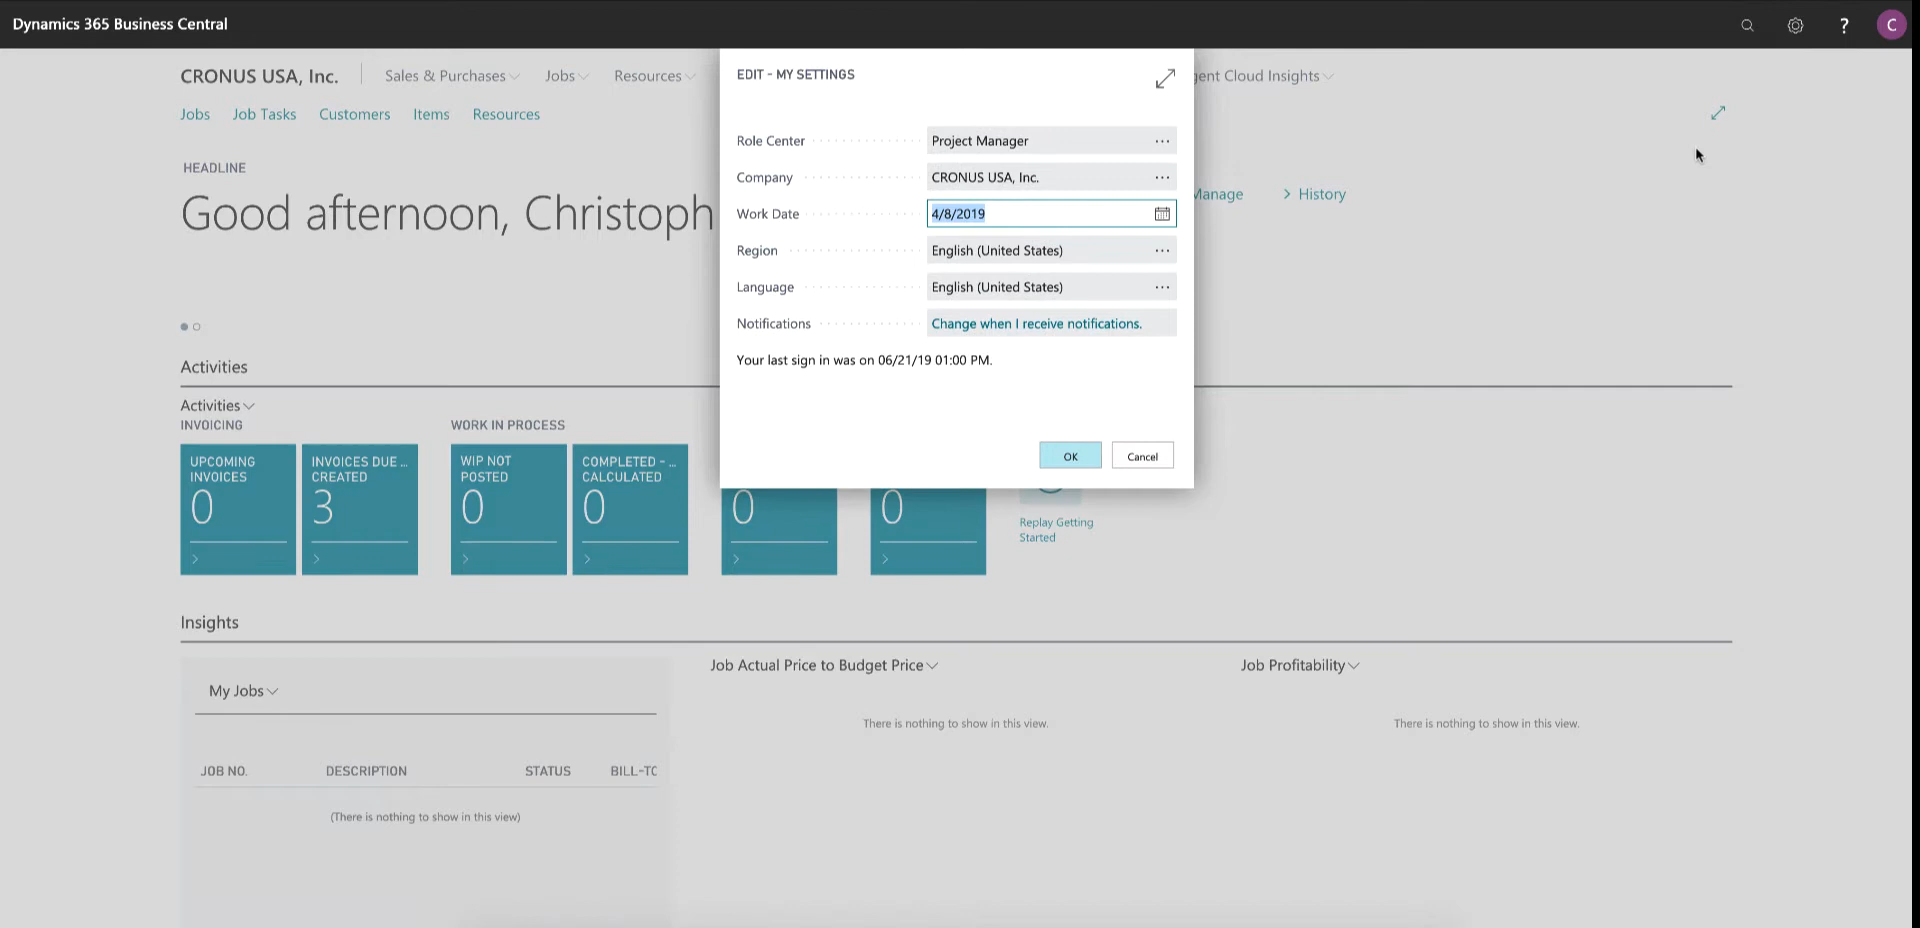 Dynamics 365 Business Central
?
C
CRONUS USA, Inc.
Sales & Purchases
Jobs
Resources
gent Cloud Insights
Jobs
Job Tasks
Customers
Items
Resources
HEADLINE
Good afternoon, Christoph
Manage
> History
EDIT - MY SETTINGS
Role Center
Project Manager
...
Company
CRONUS USA, Inc.
...
Work Date
4/8/2019
Region
English (United States)
...
Language
English (United States)
...
Notifications
Change when I receive notifications.
Your last sign in was on 06/21/19 01:00 PM.
OK
Cancel
Activities
Activities
INVOICING
WORK IN PROCESS
UPCOMING
INVOICES
0
INVOICES DUE ...
CREATED
3
WIP NOT
POSTED
0
COMPLETED - ...
CALCULATED
0
0
0
Replay Getting
Started
Insights
My Jobs
JOB NO.
DESCRIPTION
STATUS
BILL-TO
(There is nothing to show in this view)
Job Actual Price to Budget Price
There is nothing to show in this view.
Job Profitability
There is nothing to show in this view.